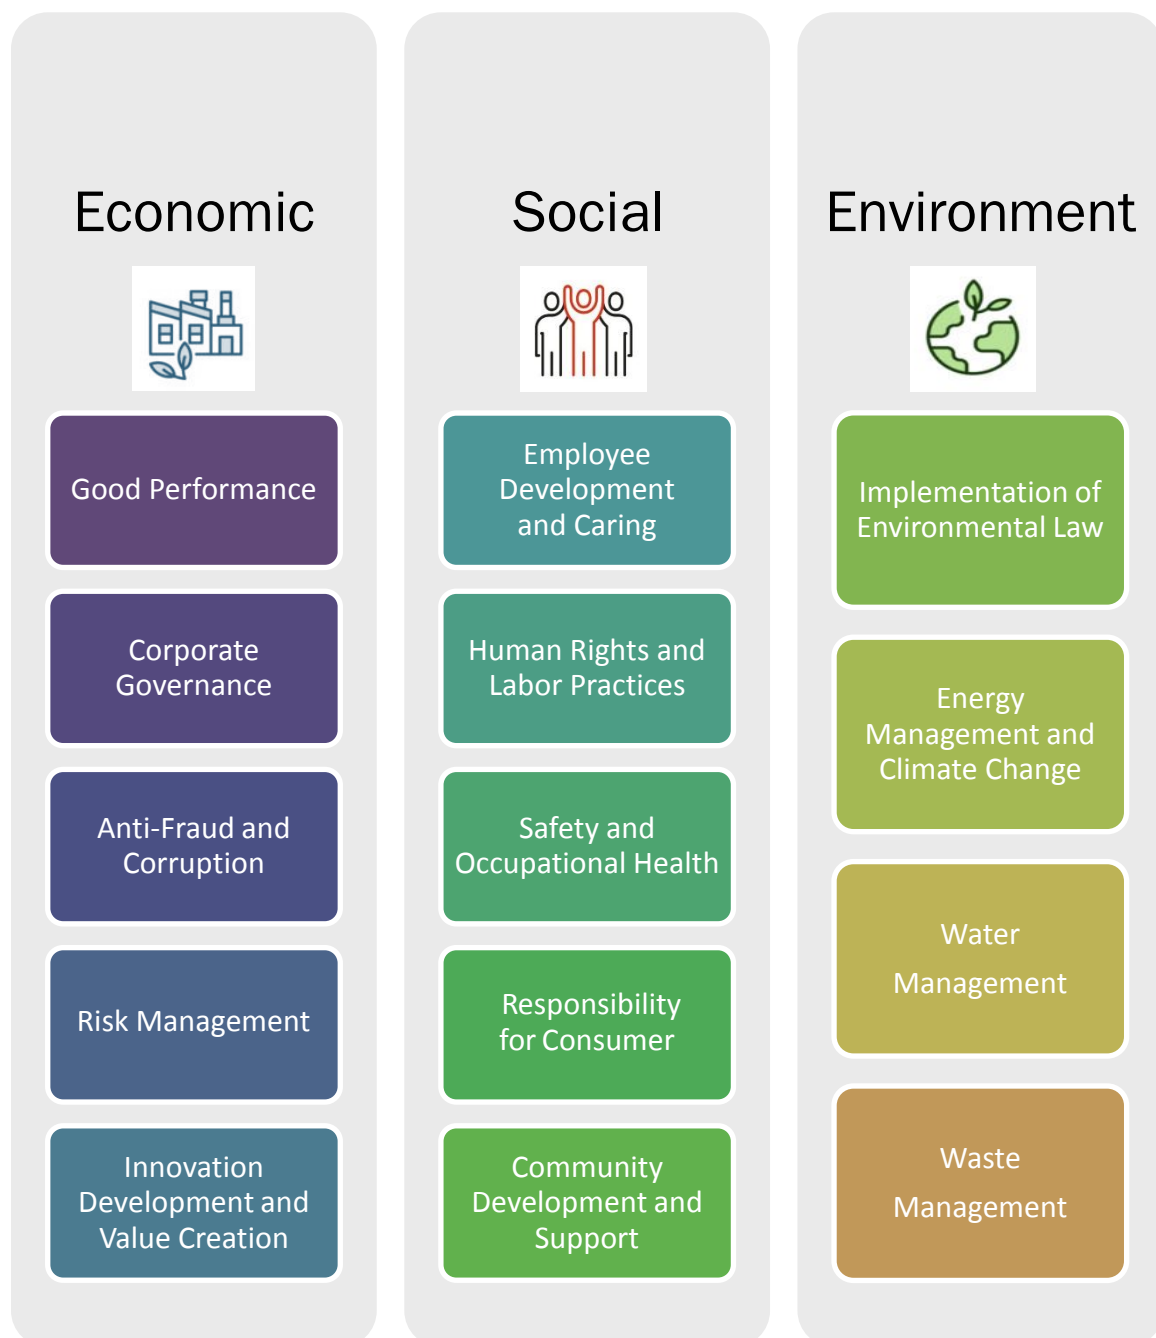 Economic
Good Performance
Corporate
Governance
Anti-Fraud and
Corruption
Risk Management
Innovation
Development and
Value Creation
Social
Employee
Development
and Caring
Human Rights and
Labor Practices
Safety and
Occupational Health
Responsibility
for Consumer
Community
Development and
Support
Environment
Implementation of
Environmental Law
Energy
Management and
Climate Change
Water
Management
Waste
Management